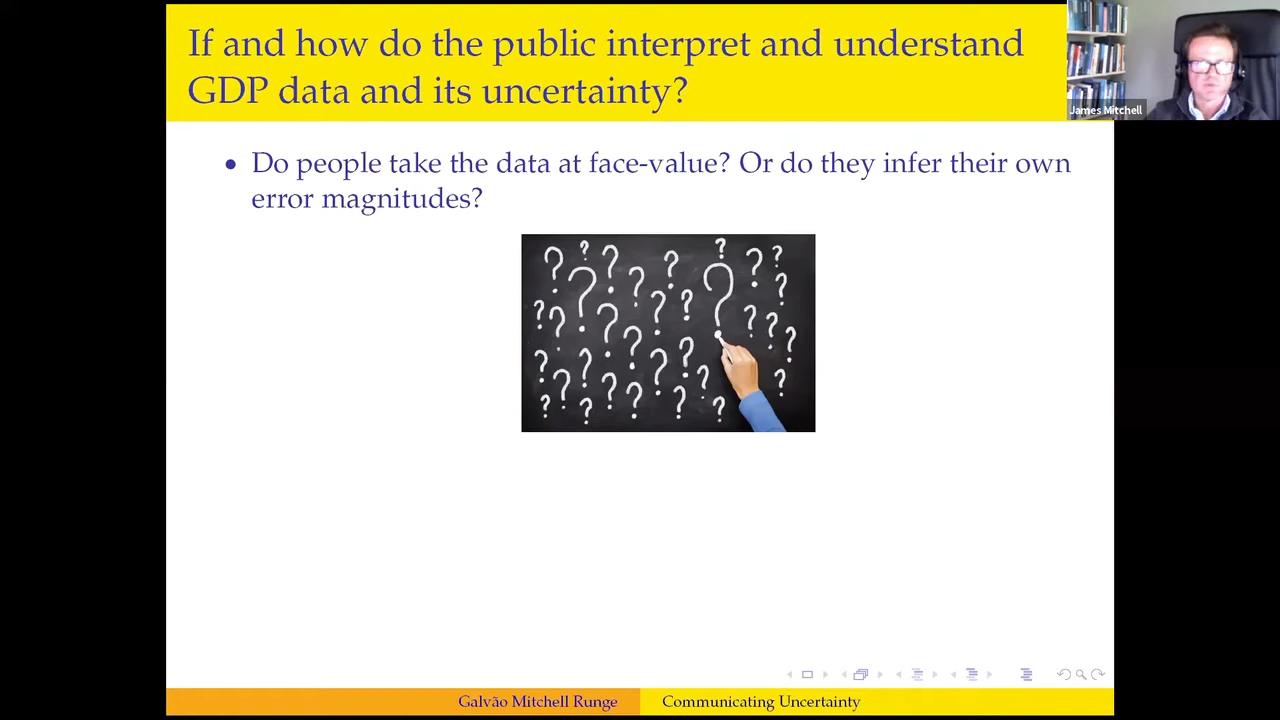 If and how do the public interpret and understand
GDP data and its uncertainty?
James Mitchell
• Do people take the data at face-value? Or do they infer their own
error magnitudes?
? ? ? ? ? ? ? ? ? ? ? ? ? ? ? ? ? ? ? ? ? ? ? ? ? ? ? ? ? ? ? ? ? ?
Galvão Mitchell Runge
Communicating Uncertainty